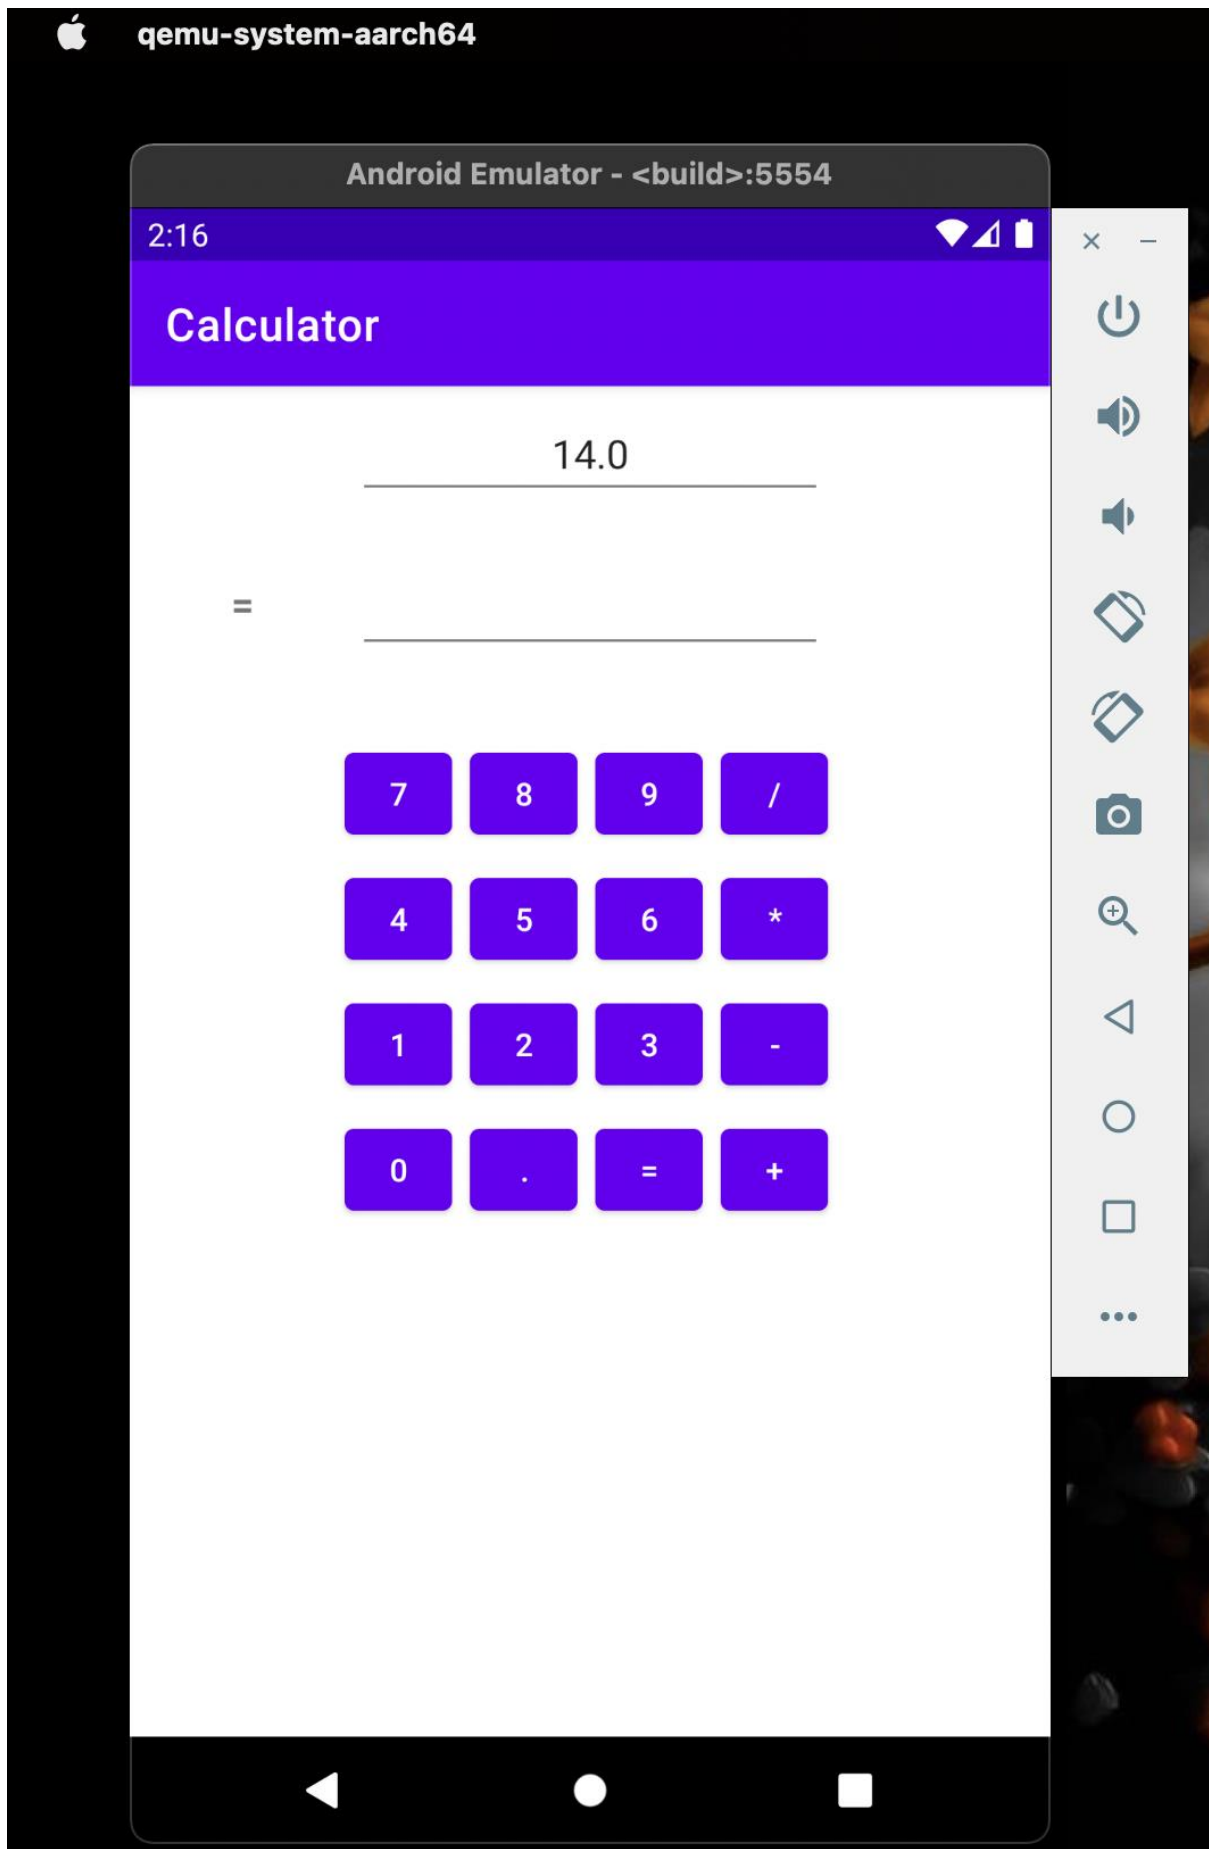 qemu-system-aarch64
Android Emulator - <build>:5554
2:16
Calculator
14.0
=
7 8 9 /
4 5 6 *
1 2 3 -
0 . = +